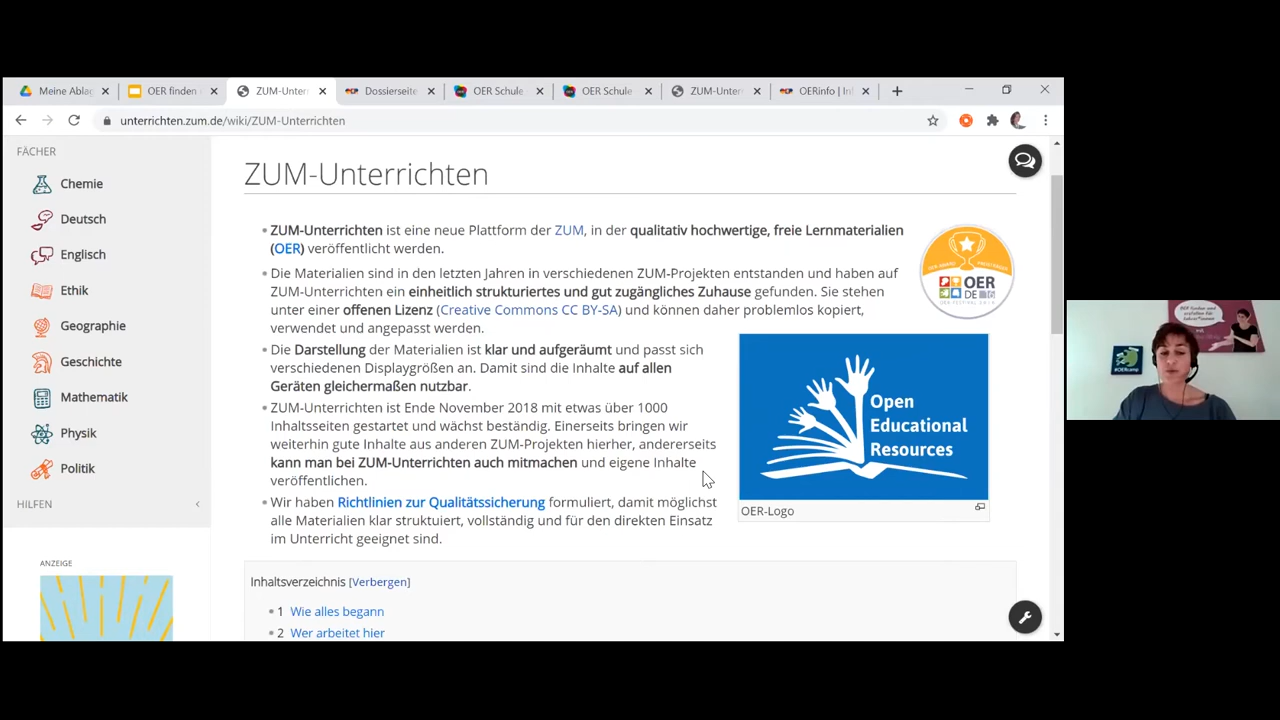 Meine Ablag
OER finden
ZUM-Unterr
Dossierseite
OER Schule
OER Schule
ZUM-Unterr
OERinfo | In
unterrichten.zum.de/wiki/ZUM-Unterrichten
FÄCHER
Chemie
Deutsch
Englisch
Ethik
Geographie
Geschichte
Mathematik
Physik
Politik
HILFEN
ANZEIGE
ZUM-Unterrichten
ZUM-Unterrichten ist eine neue Plattform der ZUM, in der qualitativ hochwertige, freie Lernmaterialien
(OER) veröffentlicht werden.
Die Materialien sind in den letzten Jahren in verschiedenen ZUM-Projekten entstanden und haben auf
ZUM-Unterrichten ein einheitlich strukturiertes und gut zugängliches Zuhause gefunden. Sie stehen
unter einer offenen Lizenz (Creative Commons CC BY-SA) und können daher problemlos kopiert,
verwendet und angepasst werden.
Die Darstellung der Materialien ist klar und aufgeräumt und passt sich
verschiedenen Displaygrößen an. Damit sind die Inhalte auf allen
Geräten gleichermaßen nutzbar.
ZUM-Unterrichten ist Ende November 2018 mit etwas über 1000
Inhaltsseiten gestartet und wächst beständig. Einerseits bringen wir
weiterhin gute Inhalte aus anderen ZUM-Projekten hierher, andererseits
kann man bei ZUM-Unterrichten auch mitmachen und eigene Inhalte
veröffentlichen.
Wir haben Richtlinien zur Qualitätssicherung formuliert, damit möglichst
alle Materialien klar struktuiert, vollständig und für den direkten Einsatz
im Unterricht geeignet sind.
OER
DE
Open
Educational
Resources
OER-Logo
Inhaltsverzeichnis [Verbergen]
1 Wie alles begann
2 Wer arbeitet hier
#OERcamp